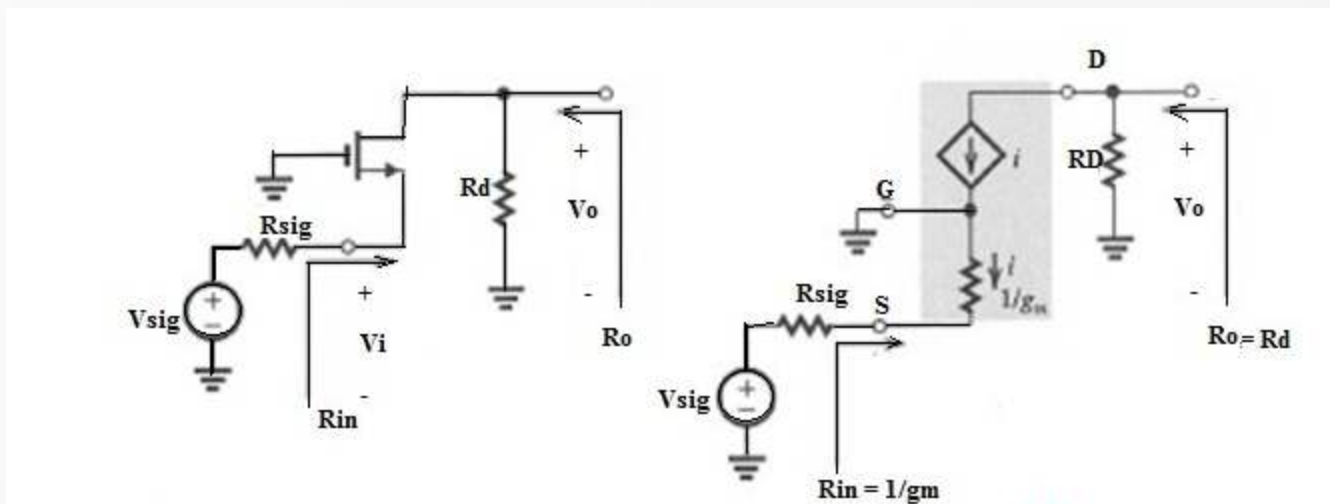 Rd
+
Vo
-
Ro
Rsig
Vsig
+
-
+
Vi
-
Rin
D
i
RD
+
Vo
-
G
i
1/gm
Rsig
S
Ro = Rd
Vsig
+
-
Rin = 1/gm